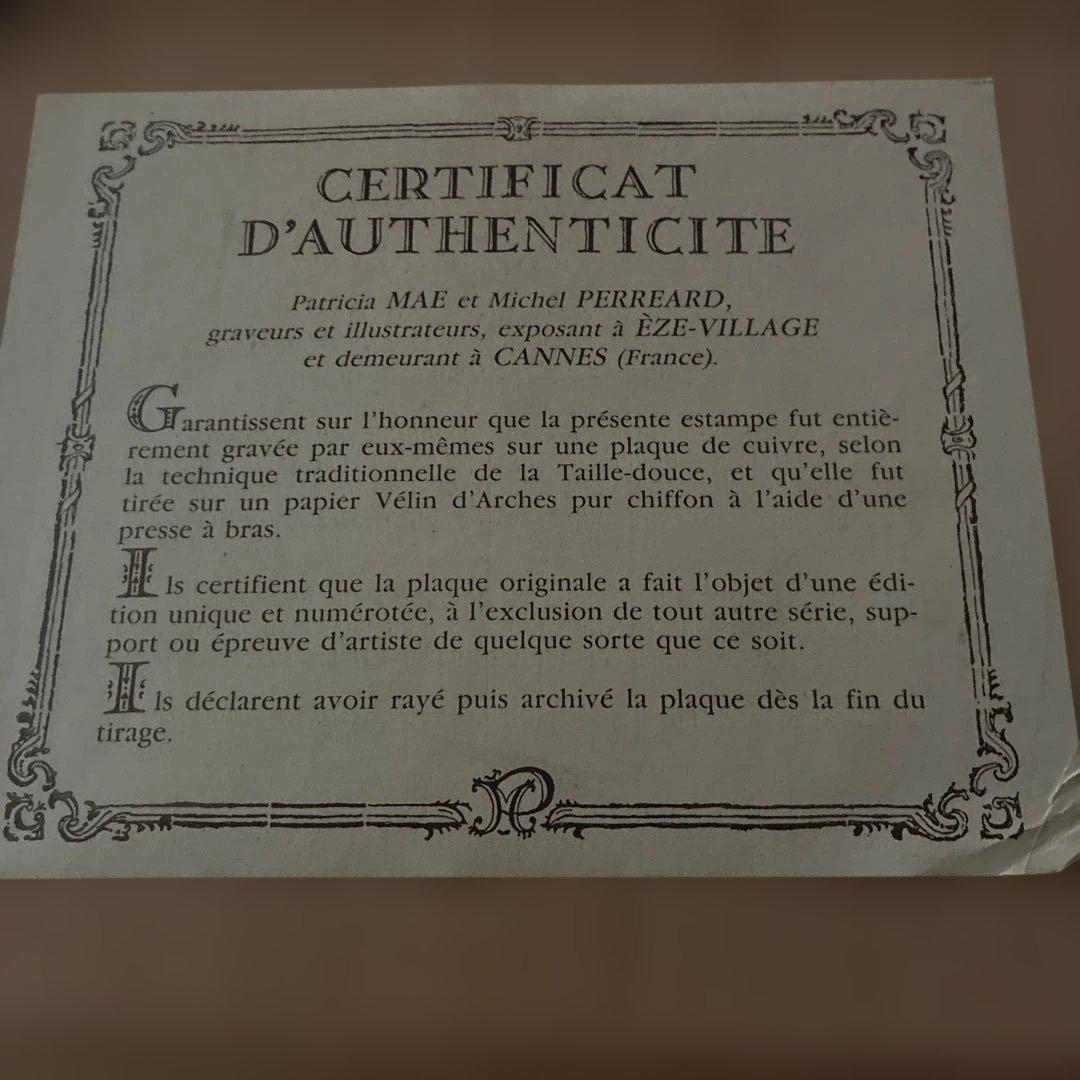 CERTIFICAT
D'AUTHENTICITE
Patricia MAE et Michel PERREARD,
graveurs et illustrateurs, exposant à ÈZE-VILLAGE
et demeurant à CANNES (France).
Garantissent sur l'honneur que la présente estampe fut entiè-
rement gravée par eux-mêmes sur une plaque de cuivre, selon
la technique traditionnelle de la Taille-douce, et qu'elle fut
tirée sur un papier Vélin d'Arches pur chiffon à l'aide d'une
presse à bras.
Ils certifient que la plaque originale a fait l'objet d'une édi-
tion unique et numérotée, à l'exclusion de tout autre série, sup-
port ou épreuve d'artiste de quelque sorte que ce soit.
Ils déclarent avoir rayé puis archivé la plaque dès la fin du
tirage.